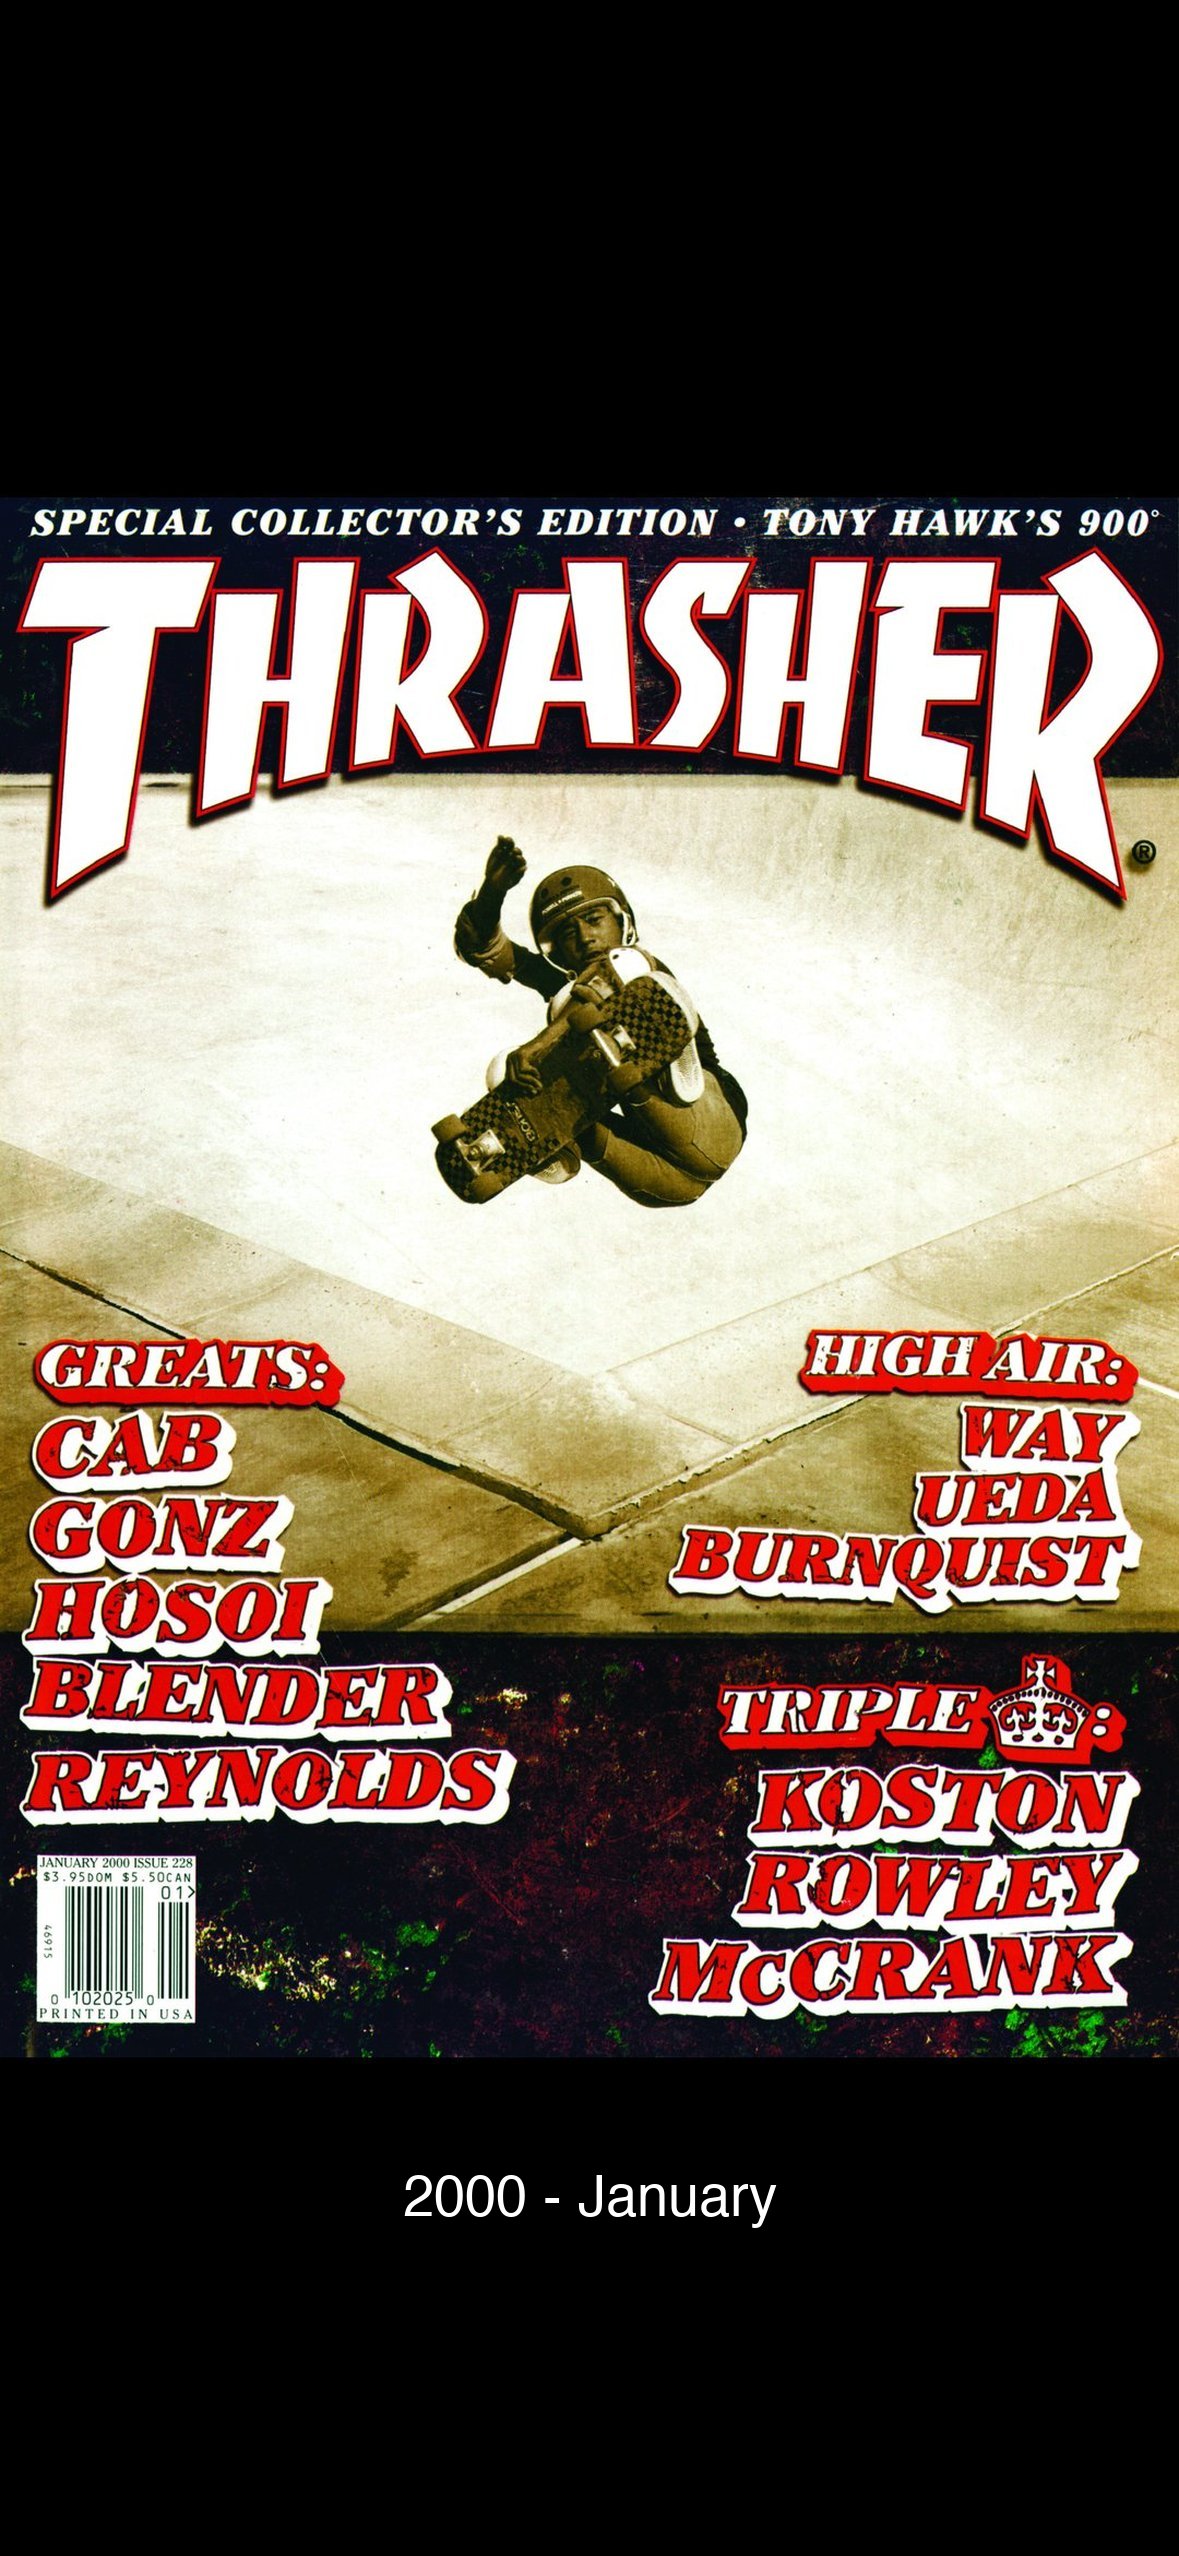 SPECIAL COLLECTOR'S EDITION • TONY HAWK'S 900°
THRASHER®
GREATS:
CAB
GONZ
HOSOI
BLENDER
REYNOLDS
HIGH AIR:
WAY
UEDA
BURNQUIST
TRIPLE :
KOSTON
ROWLEY
McCRANK
JANUARY 2000 ISSUE 228
$3.95DOM $5.50CAN
01>
46915
0 102025 0
PRINTED IN USA
2000 - January